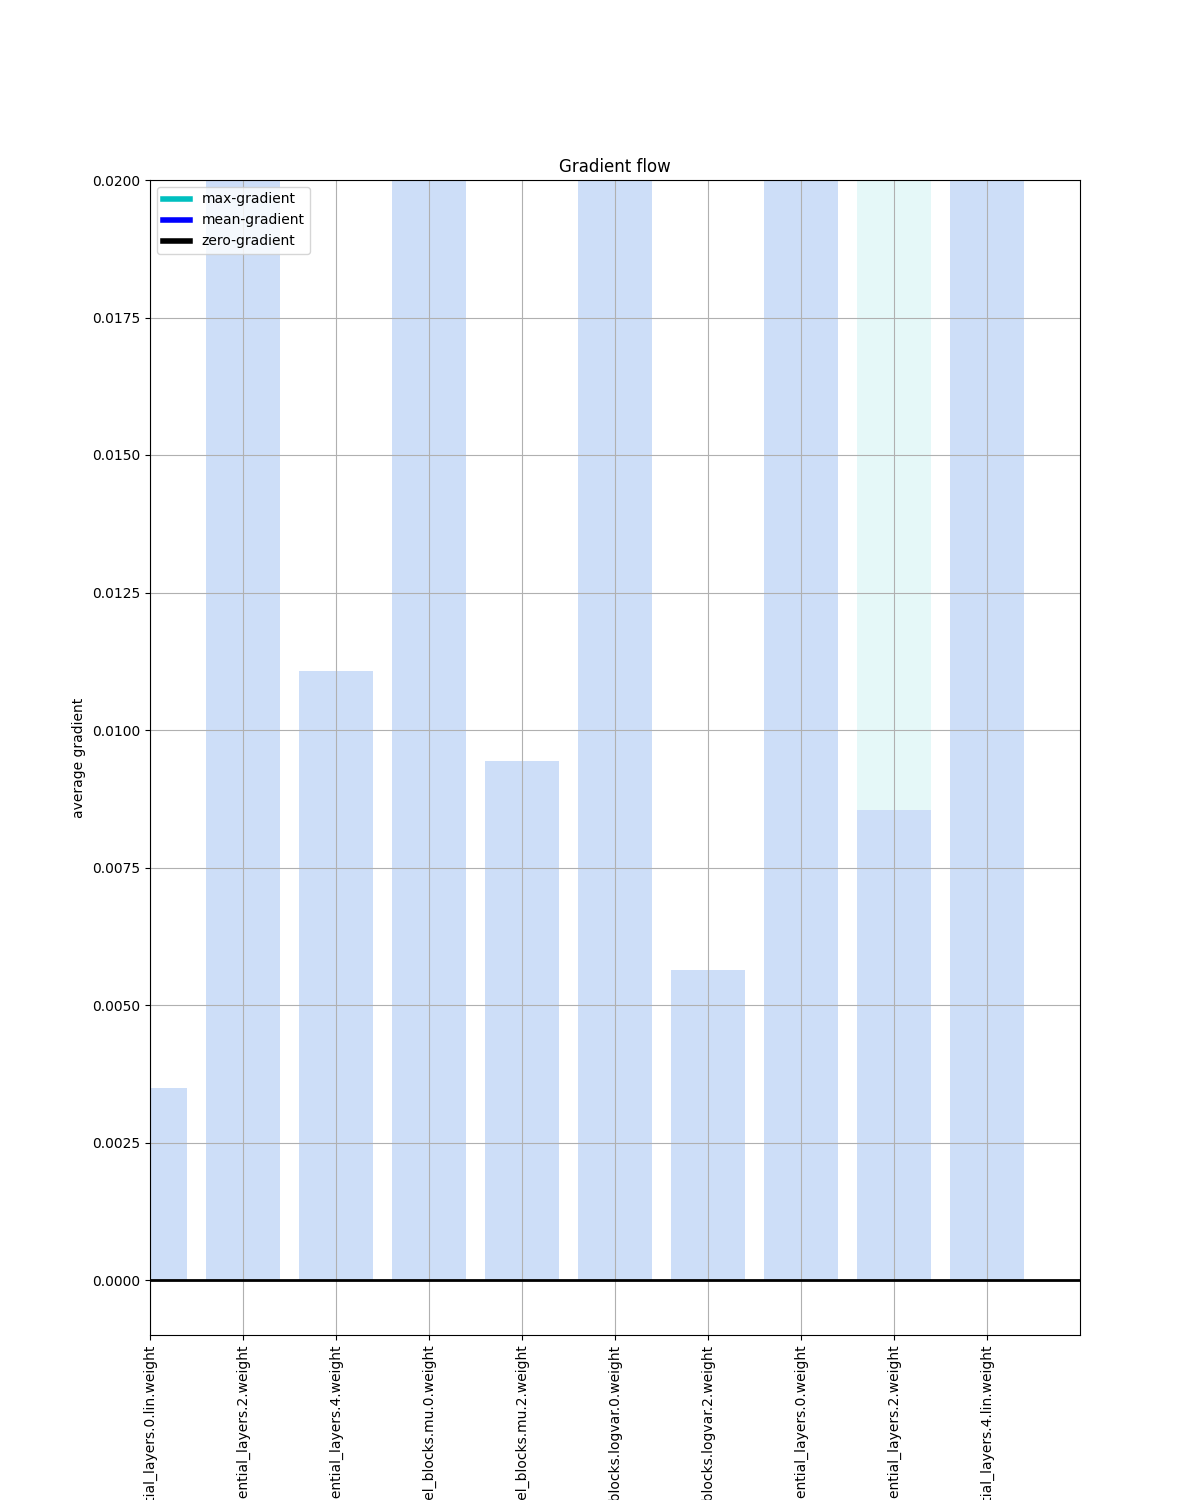 Gradient flow
max-gradient
mean-gradient
zero-gradient
0.0200
0.0175
0.0150
0.0125
0.0100
0.0075
0.0050
0.0025
0.0000
average gradient
tial_layers.0.lin.weight
ential_layers.2.weight
ential_layers.4.weight
el_blocks.mu.0.weight
el_blocks.mu.2.weight
blocks.logvar.0.weight
blocks.logvar.2.weight
ential_layers.0.weight
ential_layers.2.weight
tial_layers.4.lin.weight